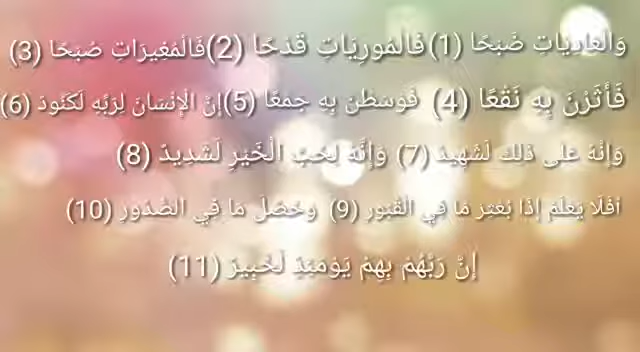 وَالْعَادِيَاتِ ضَبْحًا (1) فَالْمُورِيَاتِ قَدْحًا (2) فَالْمُغِيرَاتِ صُبْحًا (3)
فَأَثَرْنَ بِهِ نَقْعًا (4) فَوَسَطْنَ بِهِ جَمْعًا (5) إِنَّ الْإِنْسَانَ لِرَبِّهِ لَكَنُودٌ (6)
وَإِنَّهُ عَلَى ذَلِكَ لَشَهِيدٌ (7) وَإِنَّهُ لِحُبِّ الْخَيْرِ لَشَدِيدٌ (8)
أَفَلَا يَعْلَمُ إِذَا بُعْثِرَ مَا فِي الْقُبُورِ (9) وَحُصِّلَ مَا فِي الصُّدُورِ (10)
إِنَّ رَبَّهُمْ بِهِمْ يَوْمَئِذٍ لَخَبِيرٌ (11)